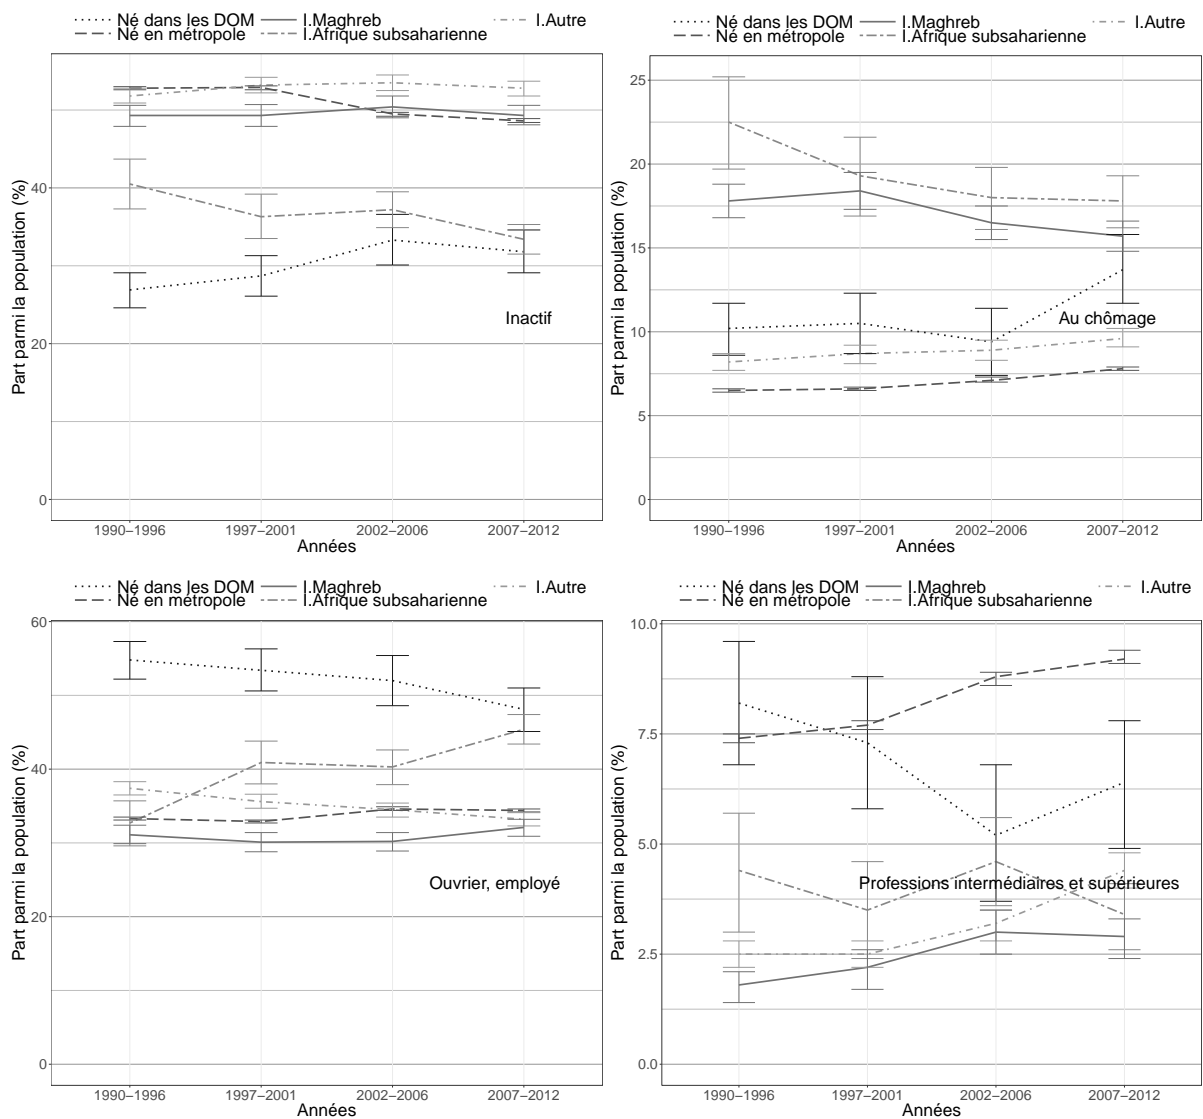 Né dans les DOM I.Maghreb I.Autre
Né en métropole I.Afrique subsaharienne
Part parmi la population (%)
40
20
0
Inactif
1990–1996 1997–2001 2002–2006 2007–2012
Années
Né dans les DOM I.Maghreb I.Autre
Né en métropole I.Afrique subsaharienne
Part parmi la population (%)
25
20
15
10
5
0
Au chômage
1990–1996 1997–2001 2002–2006 2007–2012
Années
Né dans les DOM I.Maghreb I.Autre
Né en métropole I.Afrique subsaharienne
Part parmi la population (%)
60
40
20
0
Ouvrier, employé
1990–1996 1997–2001 2002–2006 2007–2012
Années
Né dans les DOM I.Maghreb I.Autre
Né en métropole I.Afrique subsaharienne
Part parmi la population (%)
10.0
7.5
5.0
2.5
0.0
Professions intermédiaires et supérieures
1990–1996 1997–2001 2002–2006 2007–2012
Années